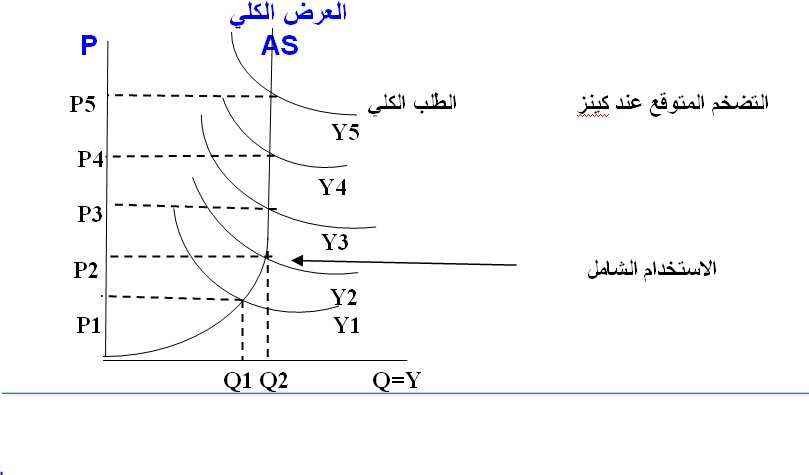 العرض الكلي
P
AS
P5
الطلب الكلي
التضخم المتوقع عند كينز
Y5
P4
Y4
P3
Y3
P2
الاستخدام الشامل
Y2
P1
Y1
Q1 Q2
Q=Y